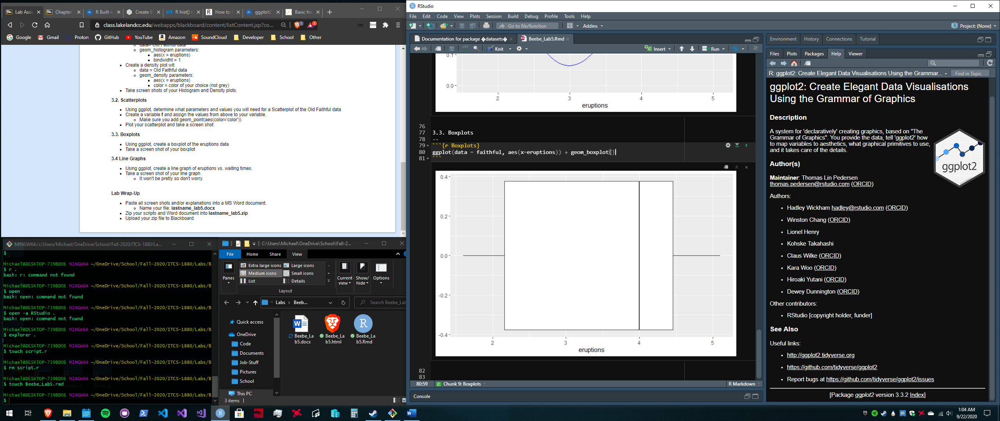 Lab Assi
Chapter
R Built-in
Create E
R hist() t
How to
ggplot2
Basic his
class.lakelandcc.edu/webapps/blackboard/content/listContent.jsp?co...
Google
Gmail
Proton
GitHub
YouTube
Amazon
SoundCloud
Developer
School
Other
data= Old Faithful data
geom_histogram parameters:
aes(x = eruptions)
bindwidht = 1
Create a density plot wit:
data = Old Faithful data
geom_density parameters:
aes(x = eruptions)
color = color of your choice (not grey)
Take screen shots of your Histogram and Density plots.
3.2. Scatterplots
Using ggplot, determine what parameters and values you will need for a Scatterplot of the Old Faithful data
Create a variable f and assign the values from above to your variable.
Make sure you add geom_point(aes(color='color'))
Plot your scatterplot and take a screen shot
3.3. Boxplots
Using ggplot, create a boxplot of the eruptions data
Take a screen shot of your boxplot
3.4 Line Graphs
Using ggplot, create a line graph of eruptions vs. waiting times.
Take a screen shot of your line graph
It won't be pretty so don't worry.
Lab Wrap-Up
Paste all screen shots and/or explanations into a MS Word document.
Name your file: lastname_lab5.docx
Zip your scripts and Word document into lastname_lab5.zip
Upload your zip file to Blackboard.
MINGW64:/c/Users/Michael/OneDrive/School/Fall-2020/ITCS-1880/La...
$
Michael@DESKTOP-7J9BDO5 MINGW64 ~/OneDrive/School/Fall-2020/ITCS-1880/Labs/B
$ r .
bash: r: command not found
Michael@DESKTOP-7J9BDO5 MINGW64 ~/OneDrive/School/Fall-2020/ITCS-1880/Labs/B
$ open
bash: open: command not found
Michael@DESKTOP-7J9BDO5 MINGW64 ~/OneDrive/School/Fall-2020/ITCS-1880/Labs/B
$ open -a RStudio .
bash: open: command not found
Michael@DESKTOP-7J9BDO5 MINGW64 ~/OneDrive/School/Fall-2020/ITCS-1880/Labs/B
$ explorer .
Michael@DESKTOP-7J9BDO5 MINGW64 ~/OneDrive/School/Fall-2020/ITCS-1880/Labs/B
$ touch script.r
Michael@DESKTOP-7J9BDO5 MINGW64 ~/OneDrive/School/Fall-2020/ITCS-1880/Labs/B
$ rm script.r
Michael@DESKTOP-7J9BDO5 MINGW64 ~/OneDrive/School/Fall-2020/ITCS-1880/Labs/B
$ touch Beebe_Lab5.rmd
Michael@DESKTOP-7J9BDO5 MINGW64 ~/OneDrive/School/Fall-2020/ITCS-1880/Labs/B
$
C:\Users\Michael\OneDrive\School\Fall-2...
File Home Share View
Panes
Extra large icons Large icons
Medium icons Small icons
List Details
Layout
Current view
Show/ hide
Options
Labs > Beeb...
Search Beebe_Lab
Quick access
OneDrive
Code
Documents
Job-Stuff
Pictures
School
This PC
Beebe_Lab5.docx
Beebe_Lab5.html
Beebe_Lab5.Rmd
3 items
RStudio
File Edit Code View Plots Session Build Debug Profile Tools Help
Go to file/function
Addins
Project: (None)
Documentation for package �datasets�
Beebe_Lab5.Rmd
ABC
Knit
Insert
Run
0.1
0.0
2 3 4 5
eruptions
76
77 3.3. Boxplots
78 --
79 ```{r Boxplots}
80 ggplot(data = faithful, aes(x=eruptions)) + geom_boxplot()
81 ```
0.4
0.2
0.0
-0.2
-0.4
2 3 4 5
eruptions
82
83
80:59
Chunk 9: Boxplots
R Markdown
Console
Environment History Connections Tutorial
Files Plots Packages Help Viewer
R: ggplot2: Create Elegant Data Visualisations Using the Grammar...
Find in Topic
ggplot2: Create Elegant Data Visualisations
Using the Grammar of Graphics
Description
A system for 'declaratively' creating graphics, based on "The
Grammar of Graphics". You provide the data, tell 'ggplot2' how
to map variables to aesthetics, what graphical primitives to use,
and it takes care of the details.
ggplot2
Author(s)
Maintainer: Thomas Lin Pedersen
thomas.pedersen@rstudio.com (ORCID)
Authors:
Hadley Wickham hadley@rstudio.com (ORCID)
Winston Chang (ORCID)
Lionel Henry
Kohske Takahashi
Claus Wilke (ORCID)
Kara Woo (ORCID)
Hiroaki Yutani (ORCID)
Dewey Dunnington (ORCID)
Other contributors:
RStudio [copyright holder, funder]
See Also
Useful links:
http://ggplot2.tidyverse.org
https://github.com/tidyverse/ggplot2
Report bugs at https://github.com/tidyverse/ggplot2/issues
[Package ggplot2 version 3.3.2 Index]
1:04 AM
9/22/2020